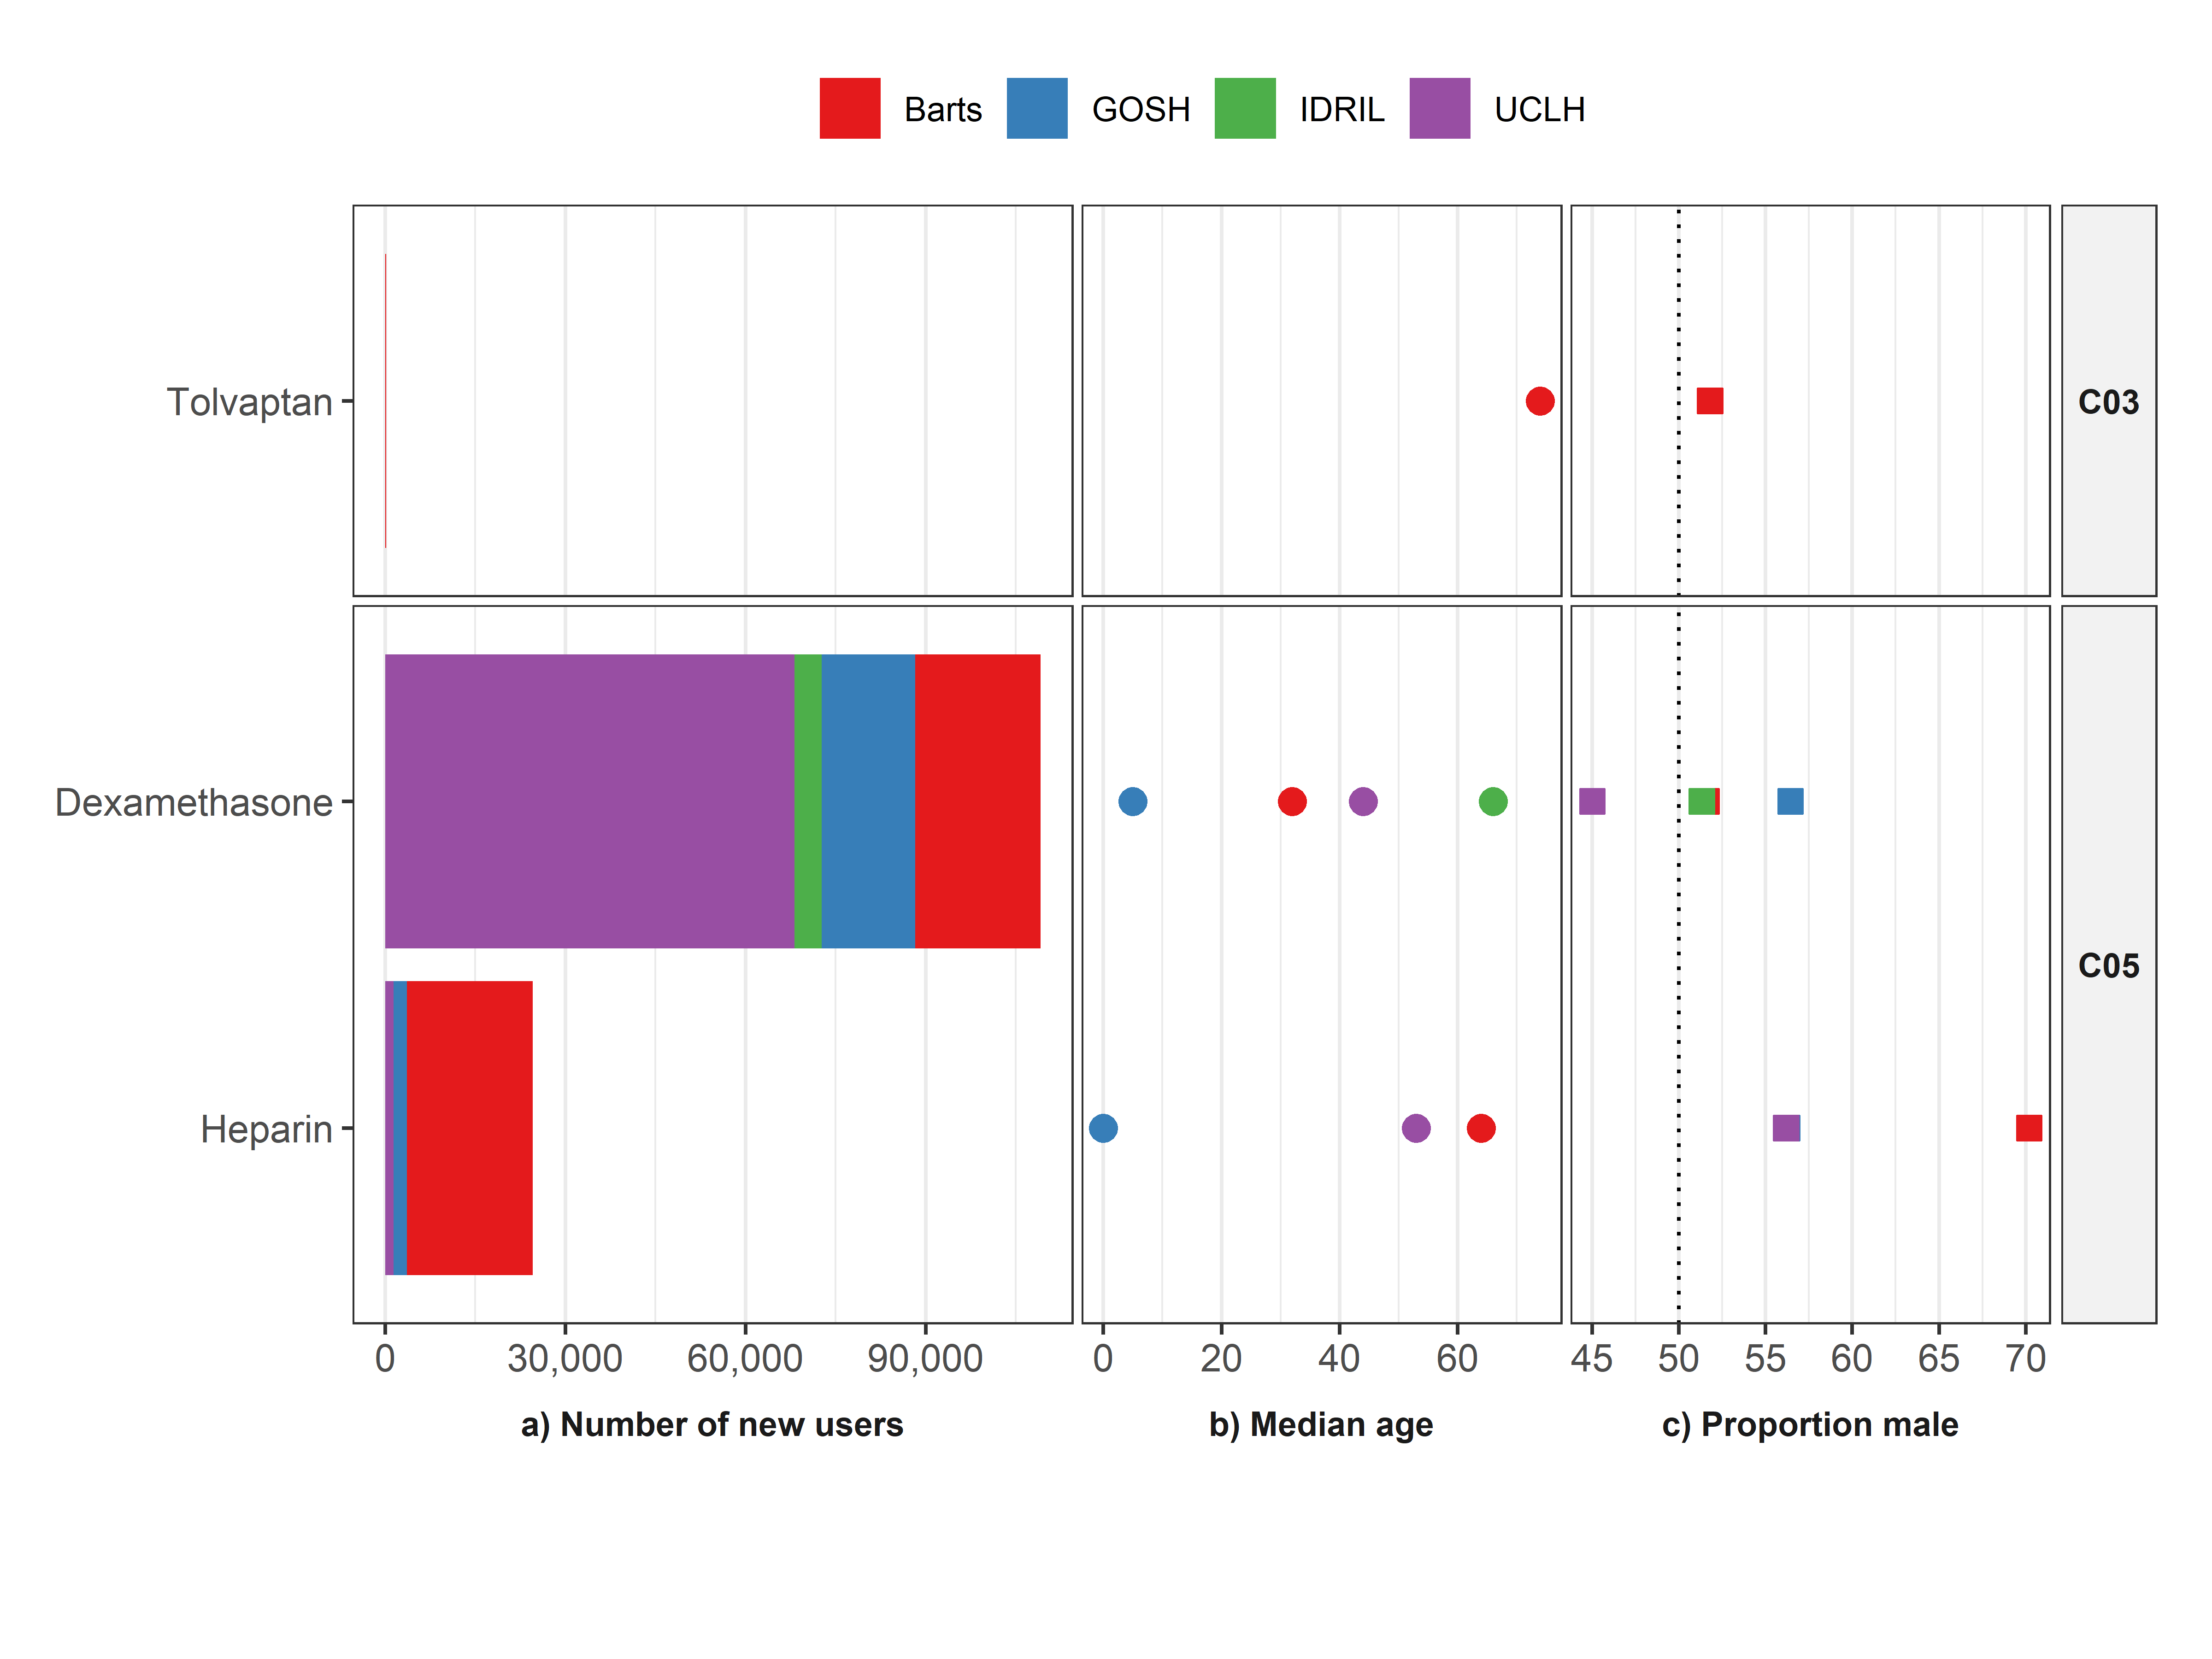 Barts GOSH IDRIL UCLH
Tolvaptan
C03
Dexamethasone
C05
Heparin
0 30,000 60,000 90,000 0 20 40 60 45 50 55 60 65 70
a) Number of new users b) Median age c) Proportion male